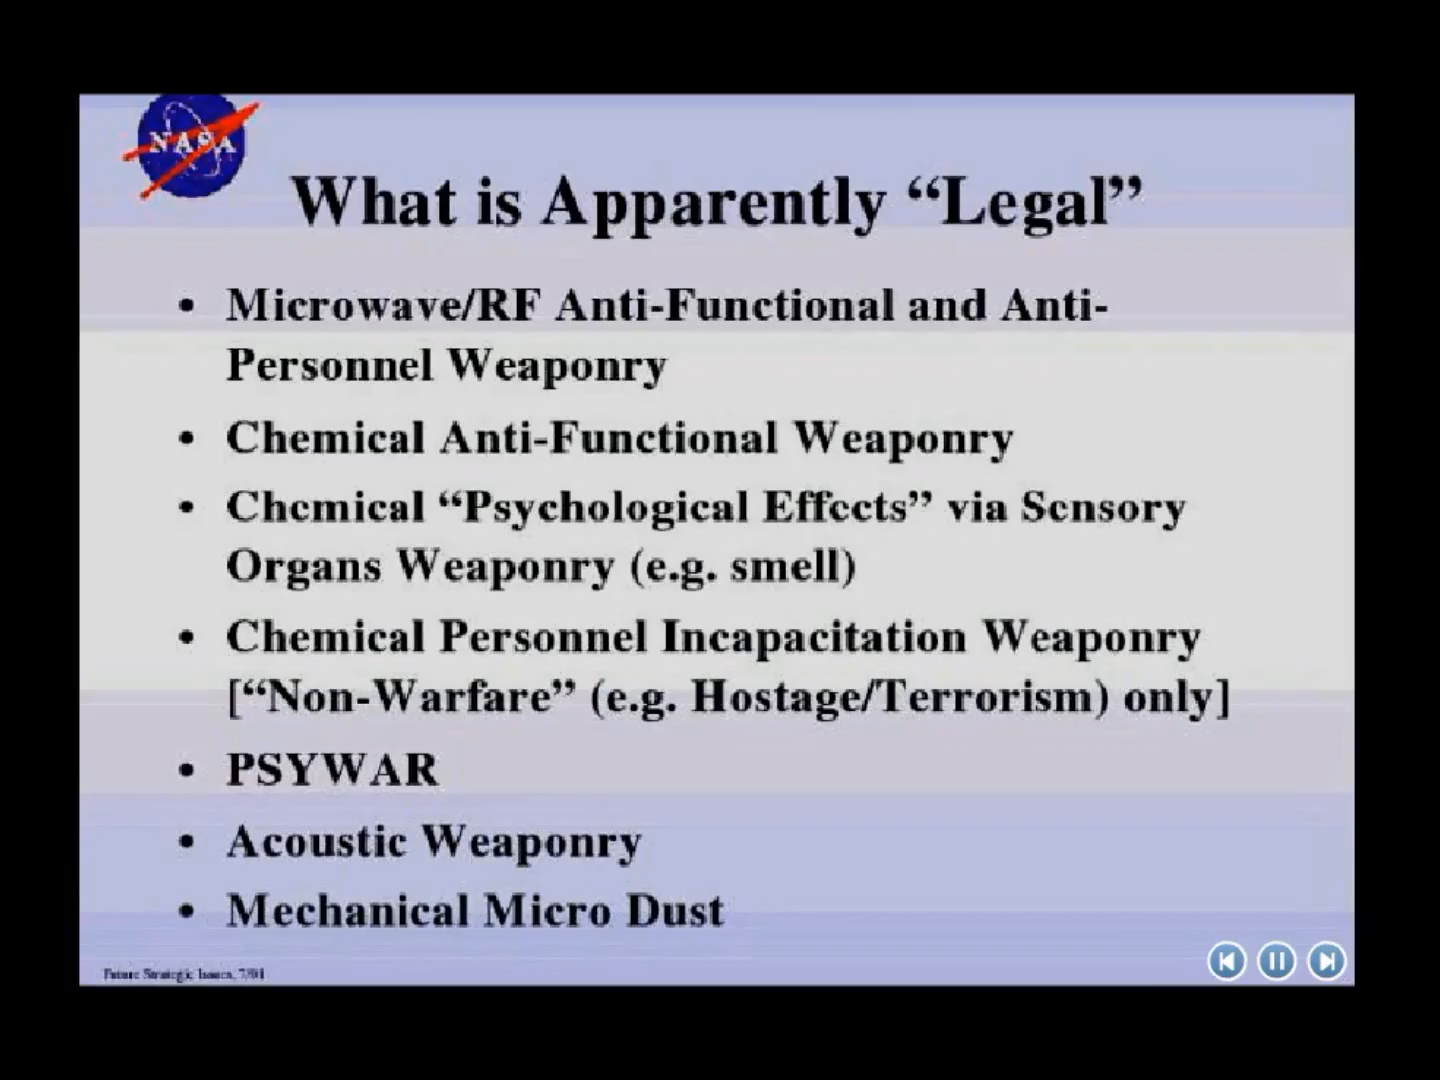 NASA
What is Apparently “Legal”
• Microwave/RF Anti-Functional and Anti-
Personnel Weaponry
• Chemical Anti-Functional Weaponry
• Chemical “Psychological Effects” via Sensory
Organs Weaponry (e.g. smell)
• Chemical Personnel Incapacitation Weaponry
[“Non-Warfare” (e.g. Hostage/Terrorism) only]
• PSYWAR
• Acoustic Weaponry
• Mechanical Micro Dust
Future Strategic Issues, 7/01